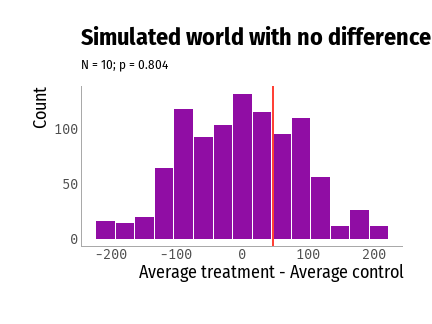 Simulated world with no difference
N = 10; p = 0.804
Count
100
50
0
-200 -100 0 100 200
Average treatment - Average control